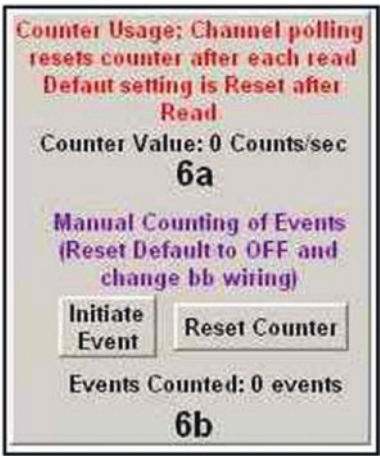 Counter Usage; Channel polling
resets counter after each read
Defaut setting is Reset after
Read
Counter Value: 0 Counts/sec
6a
Manual Counting of Events
(Reset Default to OFF and
change bb wiring)
Initiate
Event
Reset Counter
Events Counted: 0 events
6b